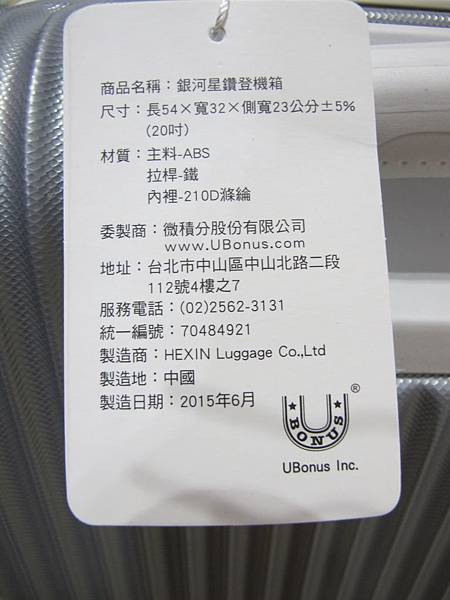 商品名稱：銀河星鑽登機箱
尺寸：長54×寬32×側寬23公分±5%
(20吋)
材質：主料-ABS
拉桿-鐵
內裡-210D滌綸
委製商：微積分股份有限公司
www.UBonus.com
地址：台北市中山區中山北路二段
112號4樓之7
服務電話：(02)2562-3131
統一編號：70484921
製造商：HEXIN Luggage Co.,Ltd
製造地：中國
製造日期：2015年6月
®
U
BONUS
UBonus Inc.